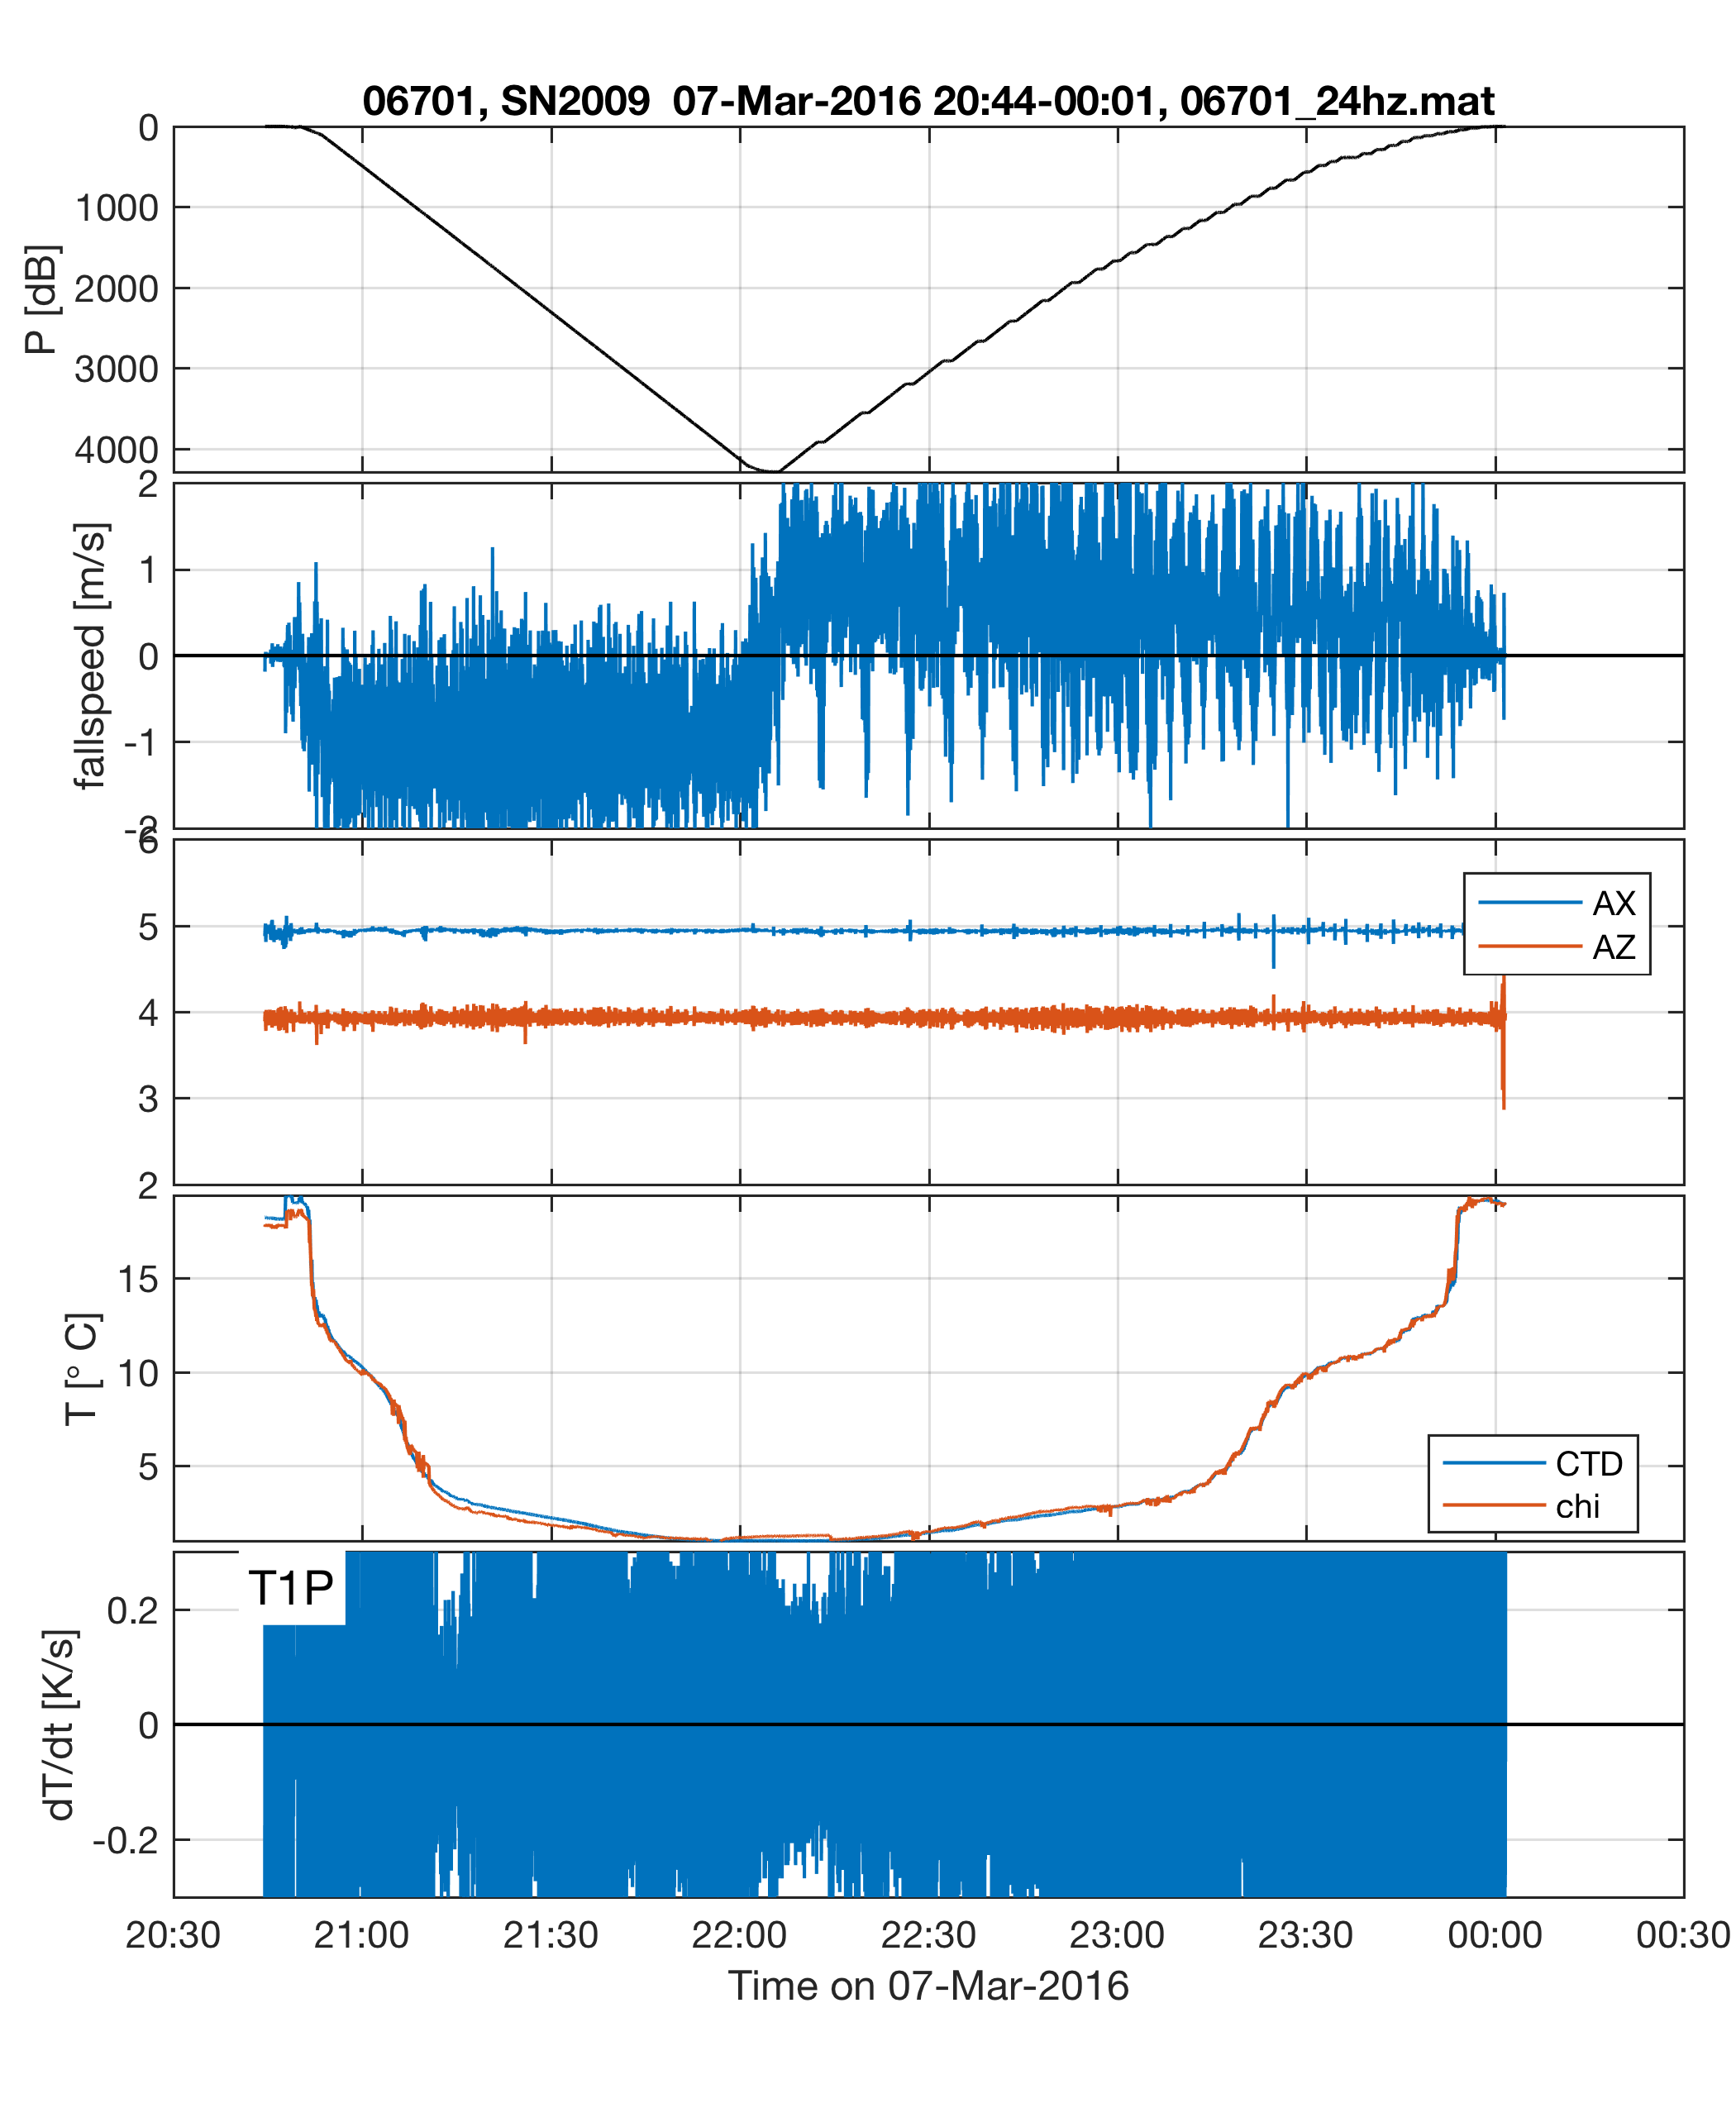 06701, SN2009  07-Mar-2016 20:44-00:01, 06701_24hz.mat
0
1000
2000
3000
4000
P [dB]
2
1
0
-1
-2
fallspeed [m/s]
6
5
4
3
2
AX
AZ
15
10
5
T [° C]
CTD
chi
T1P
0.2
0
-0.2
dT/dt [K/s]
20:30 21:00 21:30 22:00 22:30 23:00 23:30 00:00 00:30
Time on 07-Mar-2016